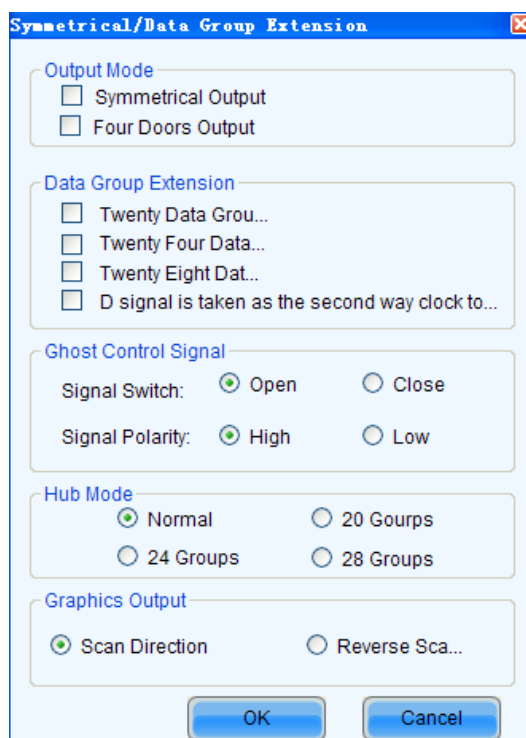 Symmetrical/Data Group Extension
Output Mode
Symmetrical Output
Four Doors Output
Data Group Extension
Twenty Data Grou...
Twenty Four Data...
Twenty Eight Dat...
D signal is taken as the second way clock to...
Ghost Control Signal
Signal Switch: Open Close
Signal Polarity: High Low
Hub Mode
Normal 20 Gourps
24 Groups 28 Groups
Graphics Output
Scan Direction Reverse Sca...
OK Cancel